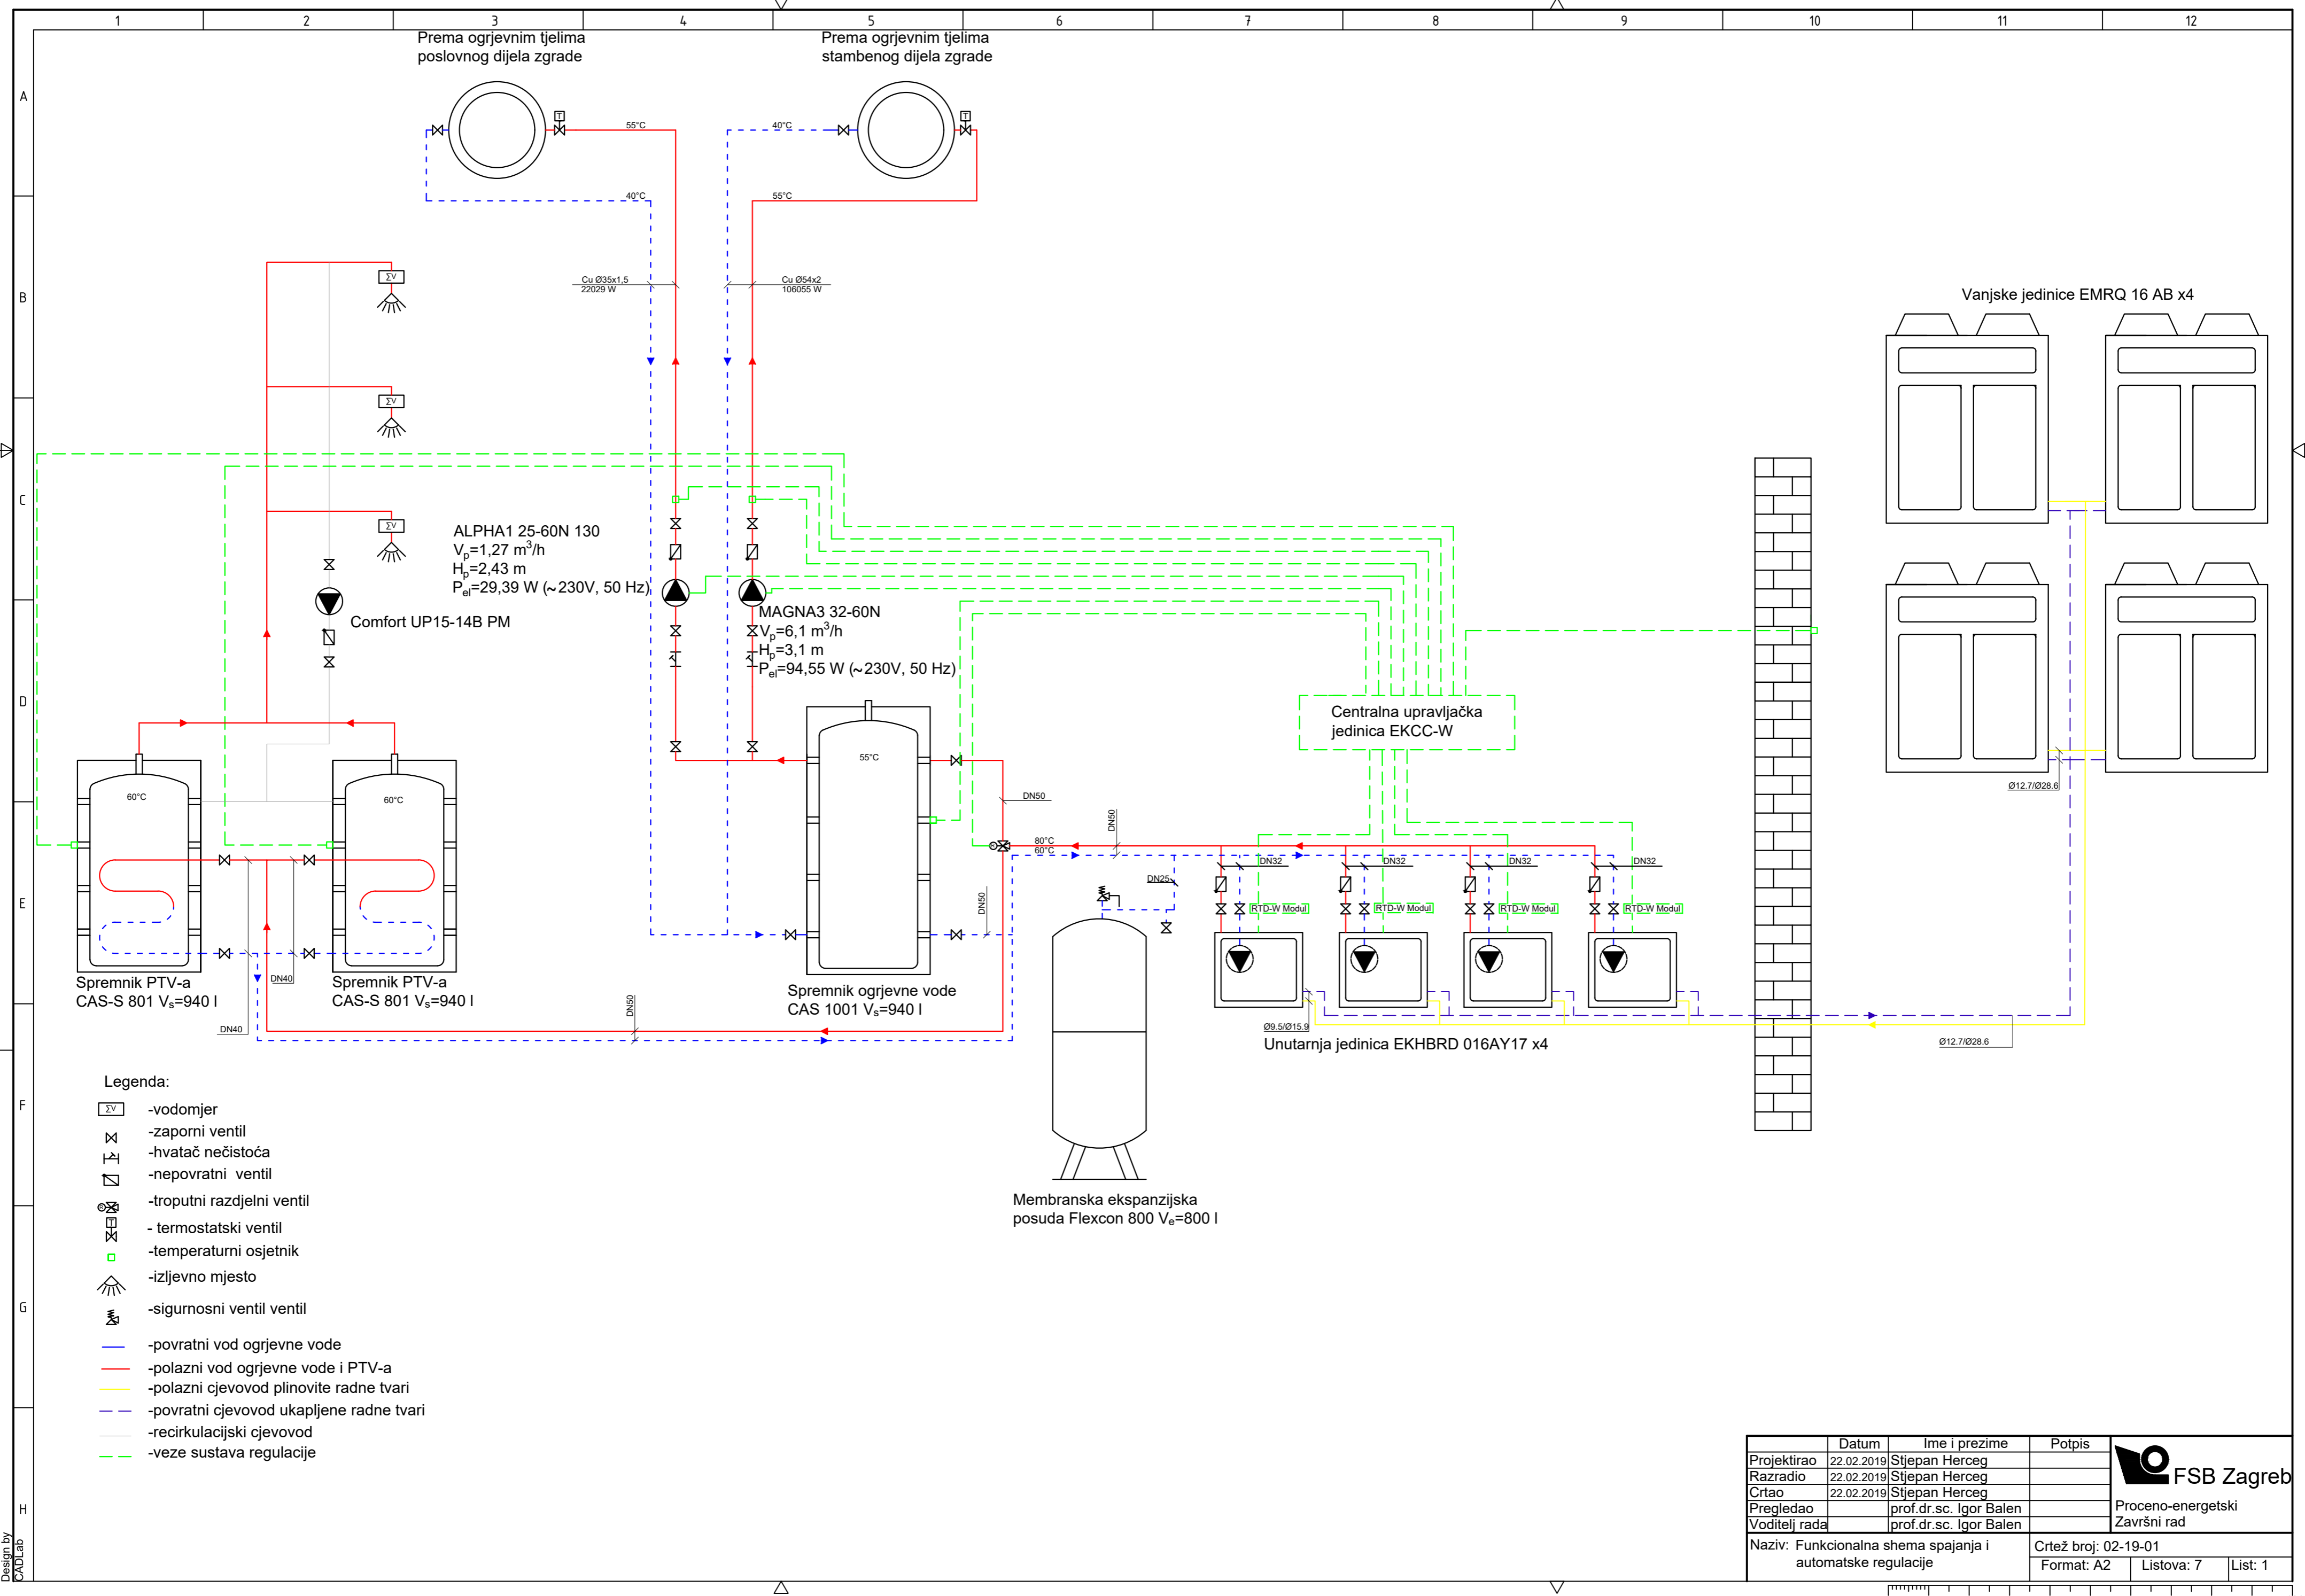 1 2 3 4 5 6 7 8 9 10 11 12
A
B
C
D
E
F
G
H
Prema ogrjevnim tjelima
poslovnog dijela zgrade
Prema ogrjevnim tjelima
stambenog dijela zgrade
T
T
55°C
40°C
40°C
55°C
Cu Ø35x1,5
22029 W
Cu Ø54x2
106055 W
ΣV
ΣV
ΣV
Vanjske jedinice EMRQ 16 AB x4
ALPHA1 25-60N 130
Vp=1,27 m³/h
Hp=2,43 m
Pel=29,39 W (~230V, 50 Hz)
Comfort UP15-14B PM
MAGNA3 32-60N
Vp=6,1 m³/h
Hp=3,1 m
Pel=94,55 W (~230V, 50 Hz)
Centralna upravljačka
jedinica EKCC-W
60°C
60°C
55°C
DN50
DN50
80°C
60°C
Ø12.7/Ø28.6
DN32
DN32
DN32
DN32
DN25
DN50
RTD-W Modul
RTD-W Modul
RTD-W Modul
RTD-W Modul
Spremnik PTV-a
CAS-S 801 Vs=940 l
DN40
Spremnik PTV-a
CAS-S 801 Vs=940 l
DN40
DN50
Spremnik ogrjevne vode
CAS 1001 Vs=940 l
Ø9.5/Ø15.9
Unutarnja jedinica EKHBRD 016AY17 x4
Ø12.7/Ø28.6
Membranska ekspanzijska
posuda Flexcon 800 Ve=800 l
Legenda:
ΣV -vodomjer
-zaporni ventil
-hvatač nečistoća
-nepovratni ventil
-troputni razdjelni ventil
T - termostatski ventil
-temperaturni osjetnik
-izljevno mjesto
-sigurnosni ventil ventil
-povratni vod ogrjevne vode
-polazni vod ogrjevne vode i PTV-a
-polazni cjevovod plinovite radne tvari
-povratni cjevovod ukapljene radne tvari
-recirkulacijski cjevovod
-veze sustava regulacije
Datum Ime i prezime Potpis
Projektirao 22.02.2019 Stjepan Herceg
Razradio 22.02.2019 Stjepan Herceg
Crtao 22.02.2019 Stjepan Herceg
Pregledao prof.dr.sc. Igor Balen
Voditelj rada prof.dr.sc. Igor Balen
FSB Zagreb
Proceno-energetski
Završni rad
Naziv: Funkcionalna shema spajanja i
automatske regulacije
Crtež broj: 02-19-01
Format: A2 Listova: 7 List: 1
Design by
CADLab